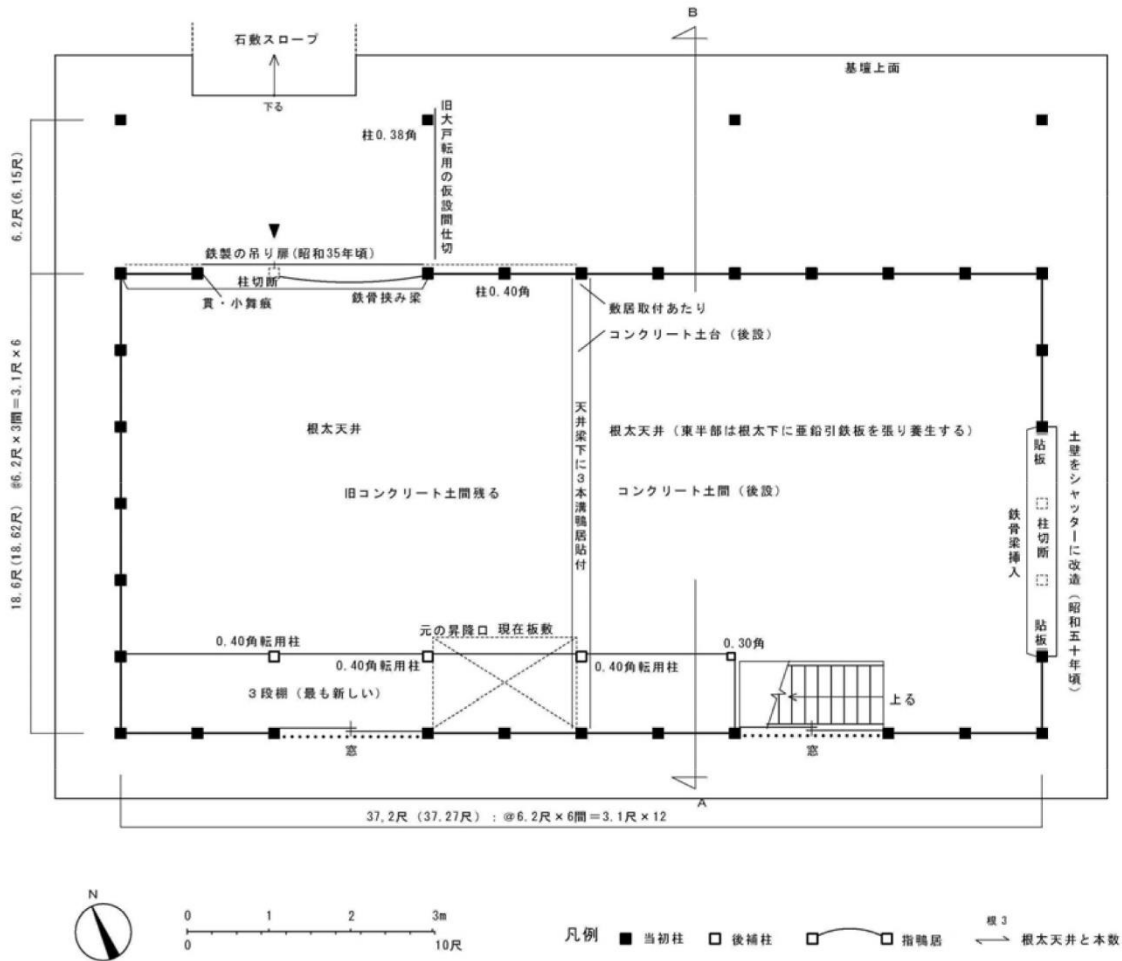 石敷スロープ
下る
B
基壇上面
柱0.38角
旧大戸転用の仮設間仕切
6.2尺(6.15尺)
鉄製の吊り扉(昭和35年頃)
柱切断
貫・小舞痕
鉄骨挟み梁
柱0.40角
敷居取付あたり
コンクリート土台(後設)
根太天井
天井梁下に3本溝鴨居貼付
根太天井(東半部は根太下に亜鉛引鉄板を張り養生する)
旧コンクリート土間残る
コンクリート土間(後設)
貼板
柱切断
貼板
鉄骨梁挿入
土壁をシャッターに改造(昭和五十年頃)
18.6尺(18.62尺) @6.2尺×3間=3.1尺×6
元の昇降口 現在板敷
0.40角転用柱
0.40角転用柱
0.40角転用柱
0.30角
3段棚(最も新しい)
上る
窓
窓
A
37,2尺(37.27尺):@6.2尺×6間=3.1尺×12
N
0 1 2 3m
0 10尺
凡例 当初柱 後補柱 指鴨居 根3 根太天井と本数